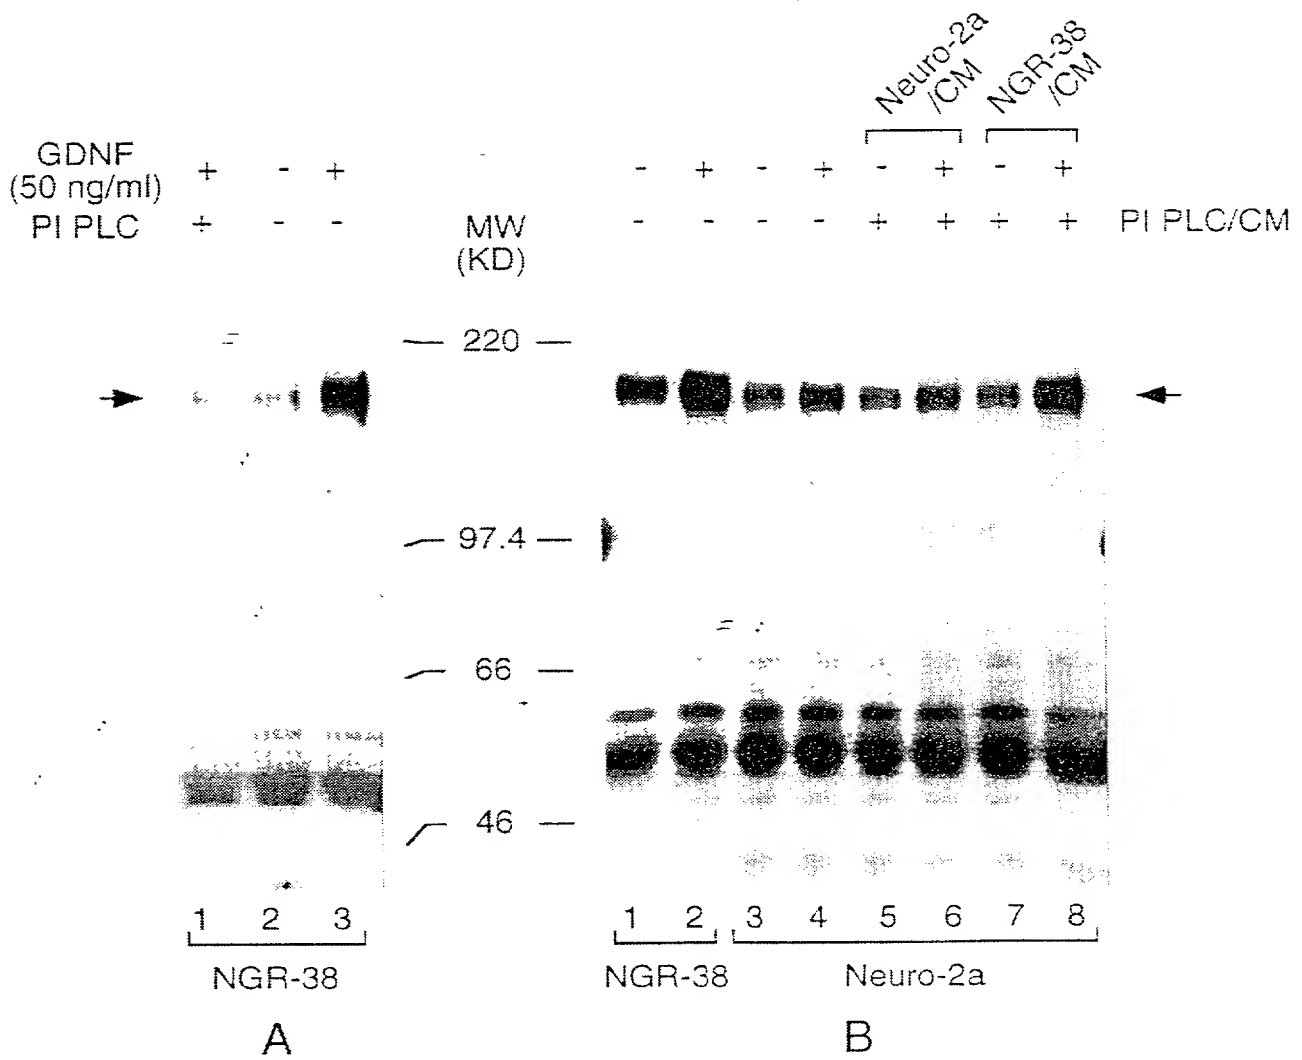 Neuro-2a
/CM
NGR-38
/CM
GDNF
(50 ng/ml)
+ - +
- + - + - + - +
PI PLC
+ - -
MW
(KD)
- - - - + + + +
PI PLC/CM
220
97.4
66
46
1 2 3
1 2 3 4 5 6 7 8
NGR-38
NGR-38
Neuro-2a
A
B